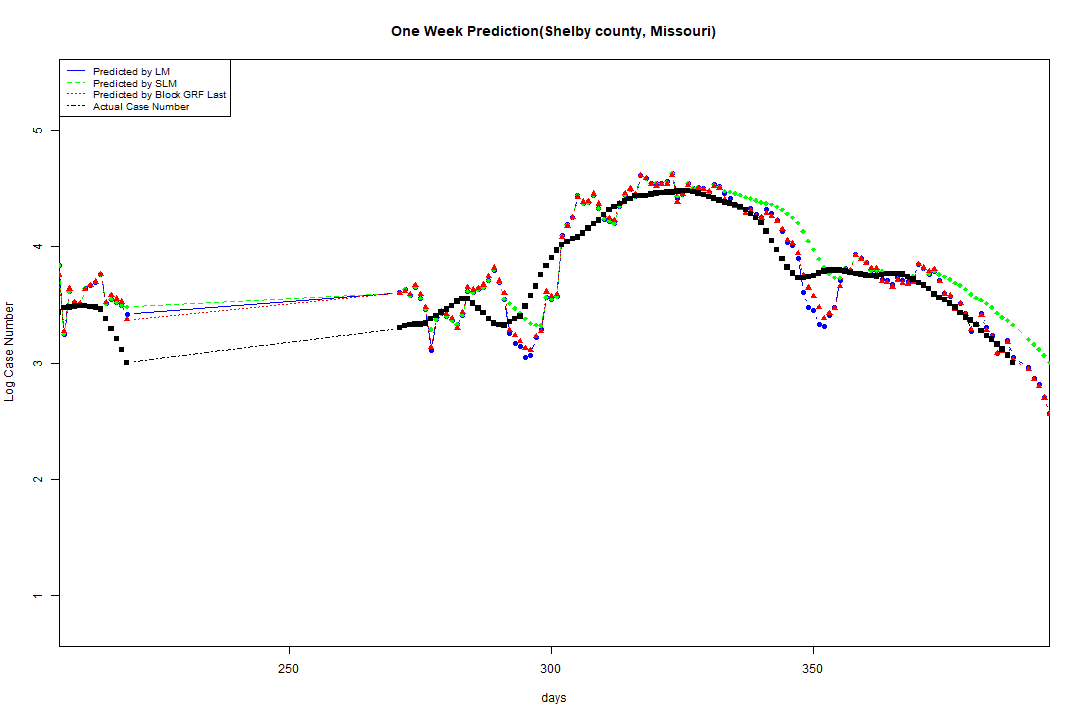 One Week Prediction(Shelby county, Missouri)
Predicted by LM
Predicted by SLM
Predicted by Block GRF Last
Actual Case Number
5
4
3
2
1
Log Case Number
250
300
350
days